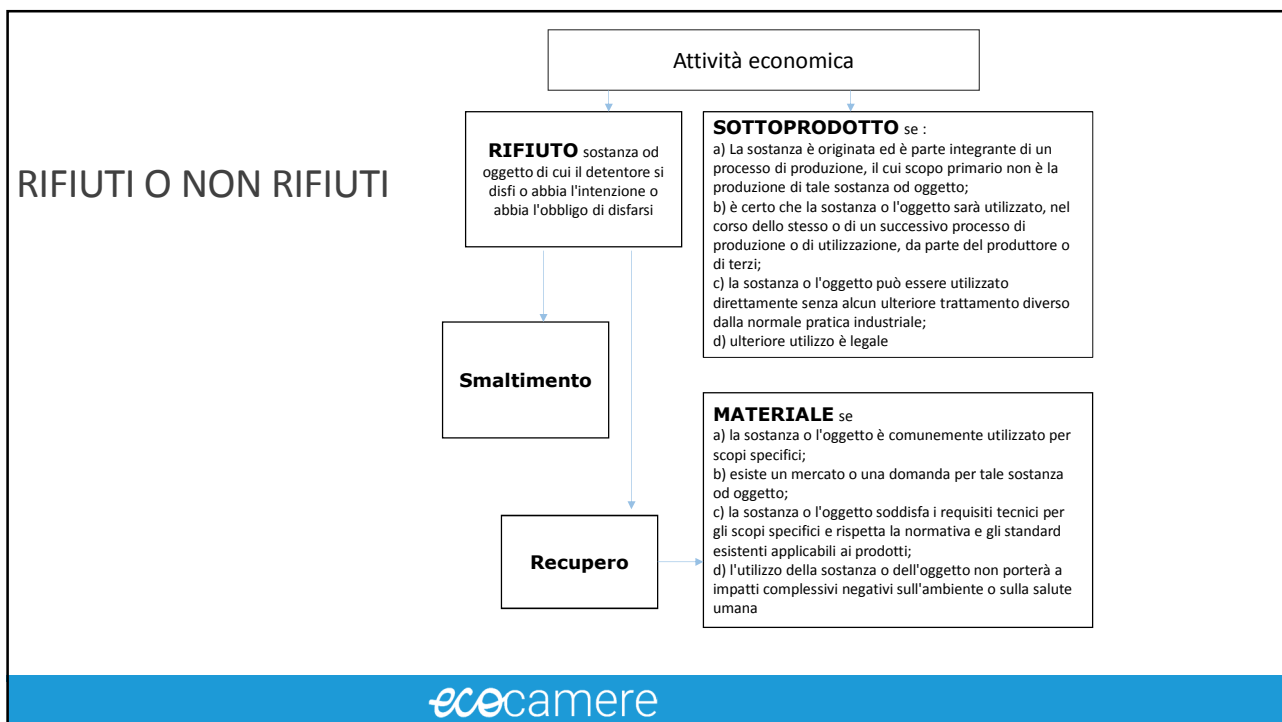 RIFIUTI O NON RIFIUTI
Attività economica
RIFIUTO sostanza od
oggetto di cui il detentore si
disfi o abbia l'intenzione o
abbia l'obbligo di disfarsi
SOTTOPRODOTTO se :
a) La sostanza è originata ed è parte integrante di un
processo di produzione, il cui scopo primario non è la
produzione di tale sostanza od oggetto;
b) è certo che la sostanza o l'oggetto sarà utilizzato, nel
corso dello stesso o di un successivo processo di
produzione o di utilizzazione, da parte del produttore o
di terzi;
c) la sostanza o l'oggetto può essere utilizzato
direttamente senza alcun ulteriore trattamento diverso
dalla normale pratica industriale;
d) ulteriore utilizzo è legale
Smaltimento
Recupero
MATERIALE se
a) la sostanza o l'oggetto è comunemente utilizzato per
scopi specifici;
b) esiste un mercato o una domanda per tale sostanza
od oggetto;
c) la sostanza o l'oggetto soddisfa i requisiti tecnici per
gli scopi specifici e rispetta la normativa e gli standard
esistenti applicabili ai prodotti;
d) l'utilizzo della sostanza o dell'oggetto non porterà a
impatti complessivi negativi sull'ambiente o sulla salute
umana
ecocamere